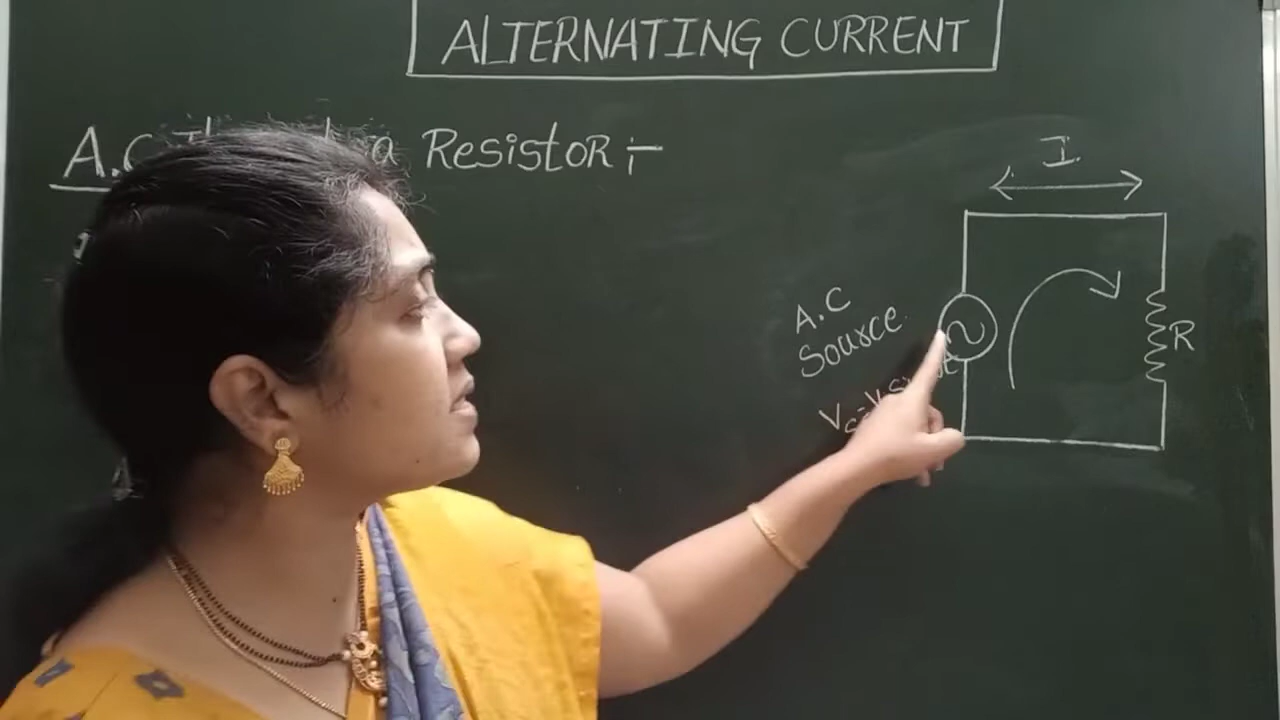 ALTERNATING CURRENT
A.C a Resistor:-
I
A.C
Source
R